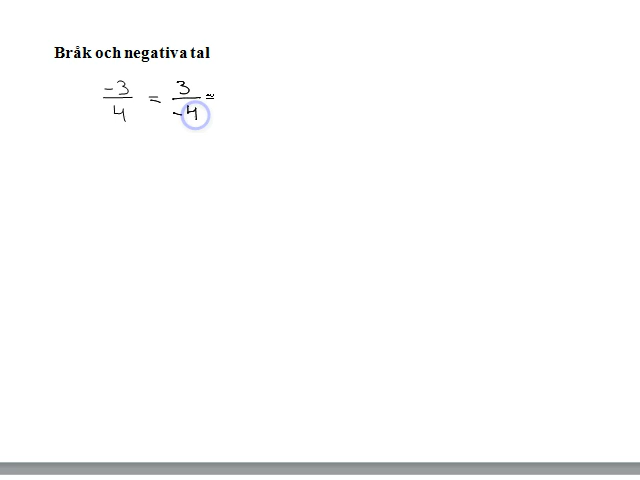 Bråk och negativa tal
-3/4 = 3/-4 =